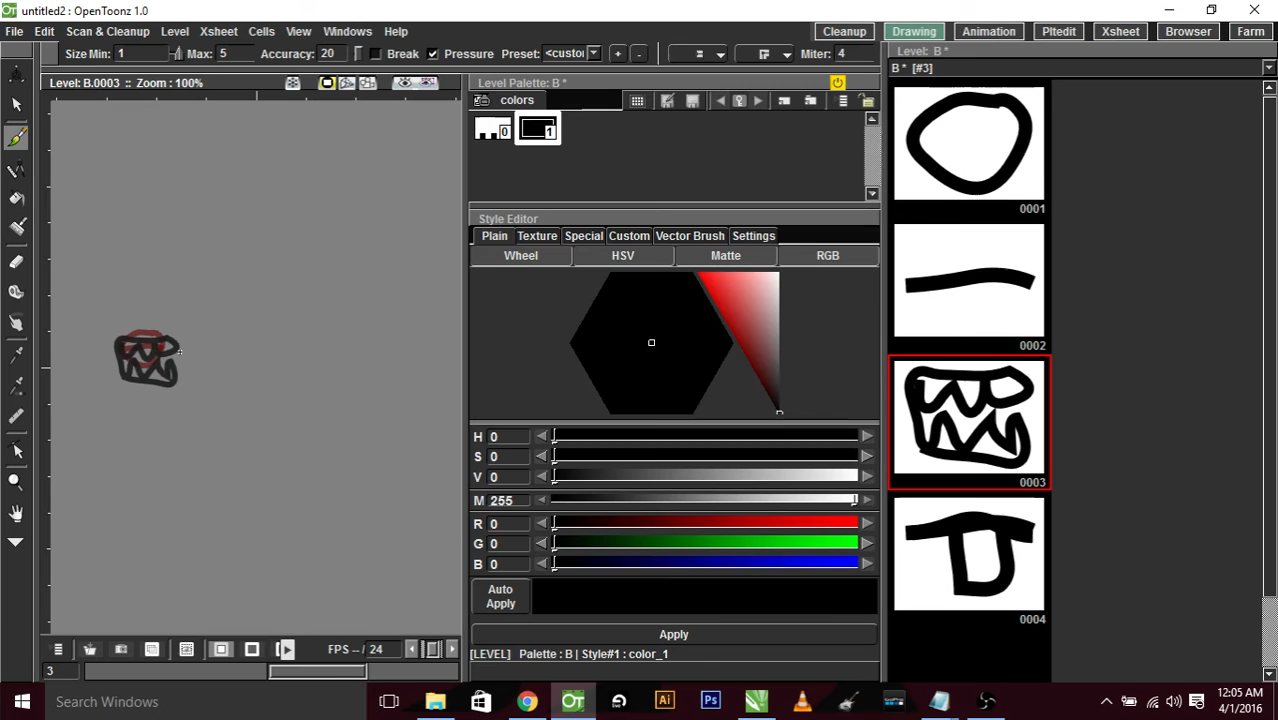 untitled2 : OpenToonz 1.0
File Edit Scan & Cleanup Level Xsheet Cells View Windows Help
Cleanup Drawing Animation Pltedit Xsheet Browser Farm
Size Min: 1 Max: 5 Accuracy: 20 Break Pressure Preset: <custor + - Miter: 4
Level: B*
B* [#3]
Level: B.0003 :: Zoom : 100%
Level Palette: B *
colors
0 1
Style Editor
Plain Texture Special Custom Vector Brush Settings
Wheel HSV Matte RGB
H 0
S 0
V 0
M 255
R 0
G 0
B 0
Auto
Apply
Apply
[LEVEL] Palette : B | Style#1 : color_1
0001
0002
0003
0004
FPS -- / 24
3
Search Windows
OT
Ai
Ps
12:05 AM
4/1/2016